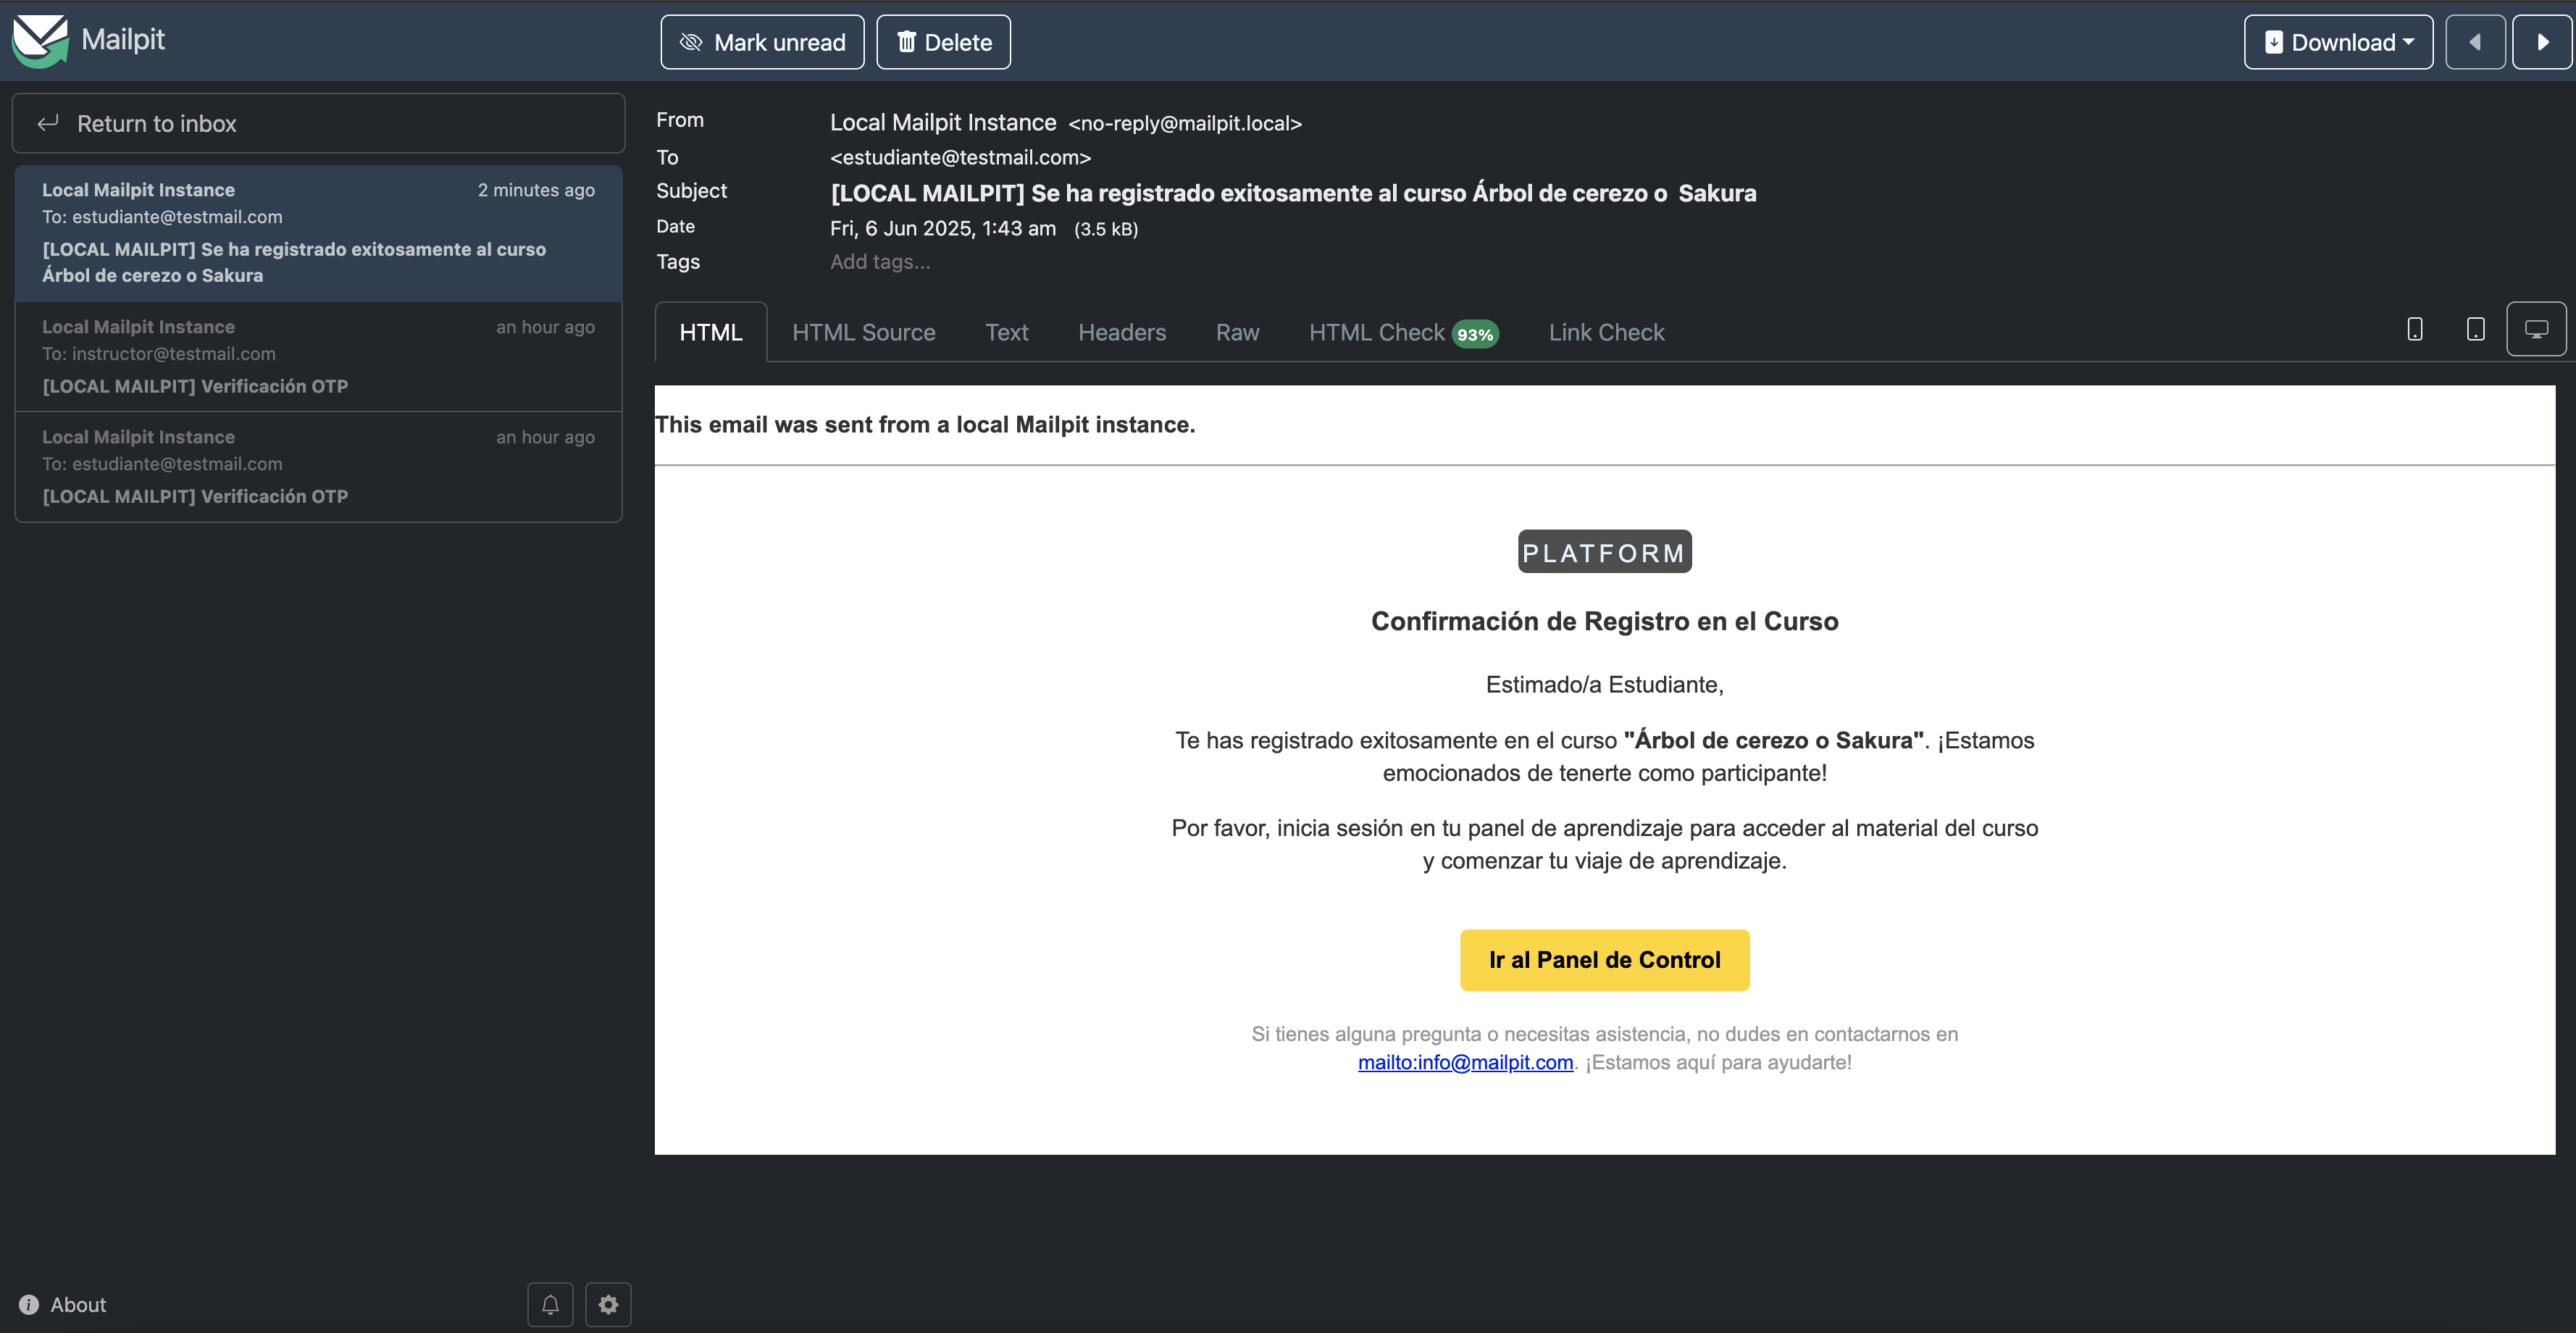 Mailpit
Mark unread
Delete
Download
Return to inbox
Local Mailpit Instance 2 minutes ago
To: estudiante@testmail.com
[LOCAL MAILPIT] Se ha registrado exitosamente al curso
Árbol de cerezo o Sakura
Local Mailpit Instance an hour ago
To: instructor@testmail.com
[LOCAL MAILPIT] Verificación OTP
Local Mailpit Instance an hour ago
To: estudiante@testmail.com
[LOCAL MAILPIT] Verificación OTP
From Local Mailpit Instance <no-reply@mailpit.local>
To <estudiante@testmail.com>
Subject [LOCAL MAILPIT] Se ha registrado exitosamente al curso Árbol de cerezo o Sakura
Date Fri, 6 Jun 2025, 1:43 am (3.5 kB)
Tags Add tags...
HTML HTML Source Text Headers Raw HTML Check 93% Link Check
This email was sent from a local Mailpit instance.
PLATFORM
Confirmación de Registro en el Curso
Estimado/a Estudiante,
Te has registrado exitosamente en el curso "Árbol de cerezo o Sakura". ¡Estamos
emocionados de tenerte como participante!
Por favor, inicia sesión en tu panel de aprendizaje para acceder al material del curso
y comenzar tu viaje de aprendizaje.
Ir al Panel de Control
Si tienes alguna pregunta o necesitas asistencia, no dudes en contactarnos en
mailto:info@mailpit.com. ¡Estamos aquí para ayudarte!
About